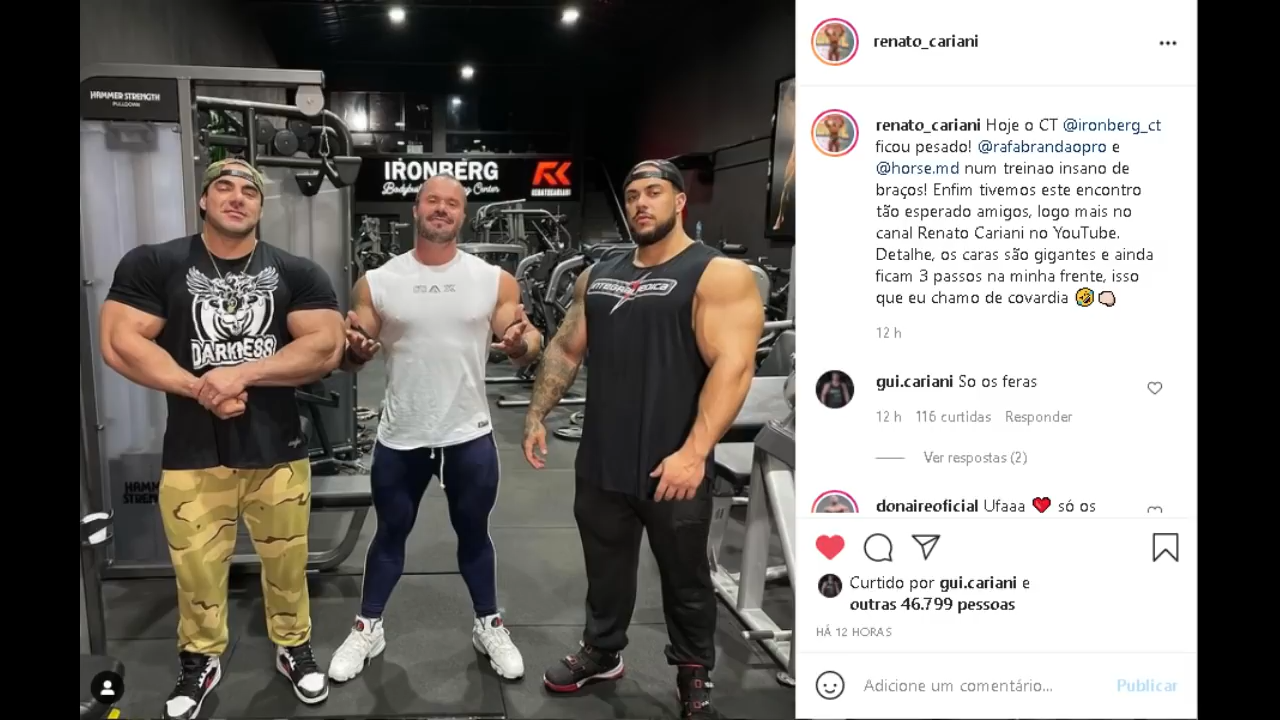 HAMMER STRENGTH
PULLDOWN
IRONBERG
RENATOCARIANI
DARKNESS
INTEGRALMEDICA
renato_cariani
renato_cariani Hoje o CT @ironberg_ct
ficou pesado! @rafabrandaopro e
@horse.md num treinao insano de
braços! Enfim tivemos este encontro
tão esperado amigos, logo mais no
canal Renato Cariani no YouTube.
Detalhe, os caras são gigantes e ainda
ficam 3 passos na minha frente, isso
que eu chamo de covardia 🤣👊🏻
12 h
gui.cariani So os feras
12 h 116 curtidas Responder
Ver respostas (2)
donaireoficial Ufaaa ❤️ só os
Curtido por gui.cariani e
outras 46.799 pessoas
HÁ 12 HORAS
Adicione um comentário... Publicar